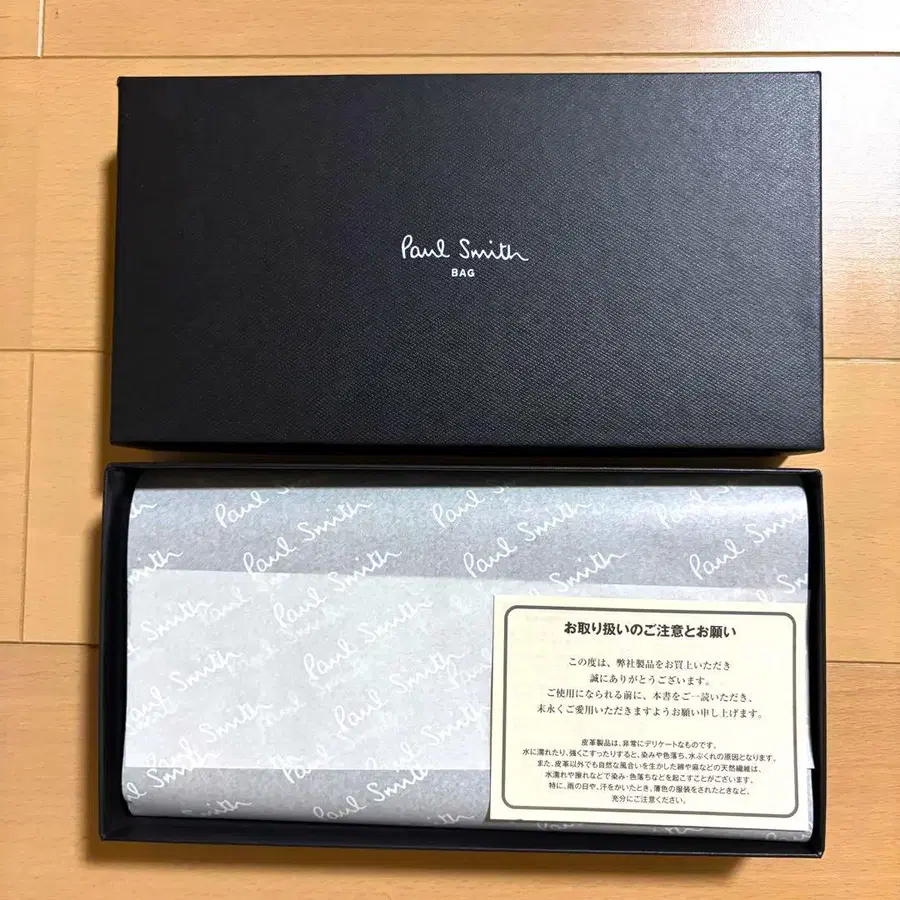 Paul Smith
BAG
Paul Smith
Paul Smith
Paul Smith
Paul Smith
Paul Smith
Paul Smith
Paul Smith
Paul Smith
Paul Smith
お取り扱いのご注意とお願い
この度は、弊社製品をお買上いただき
誠にありがとうございます。
ご使用になられる前に、本書をご一読いただき、
末永くご愛用いただきますようお願い申し上げます。
皮革製品は、非常にデリケートなものです。
水に濡れたり、強くこすったりすると、染みや色落ち、水ぶくれの原因となります。
また、皮革以外でも自然な風合いを生かした綿や麻などの天然繊維は、
水濡れや擦れなどで染み・色落ちなどを起こすことがございます。
特に、雨の日や、汗をかいたとき、薄色の服装をされたときなど、
充分にご注意ください。